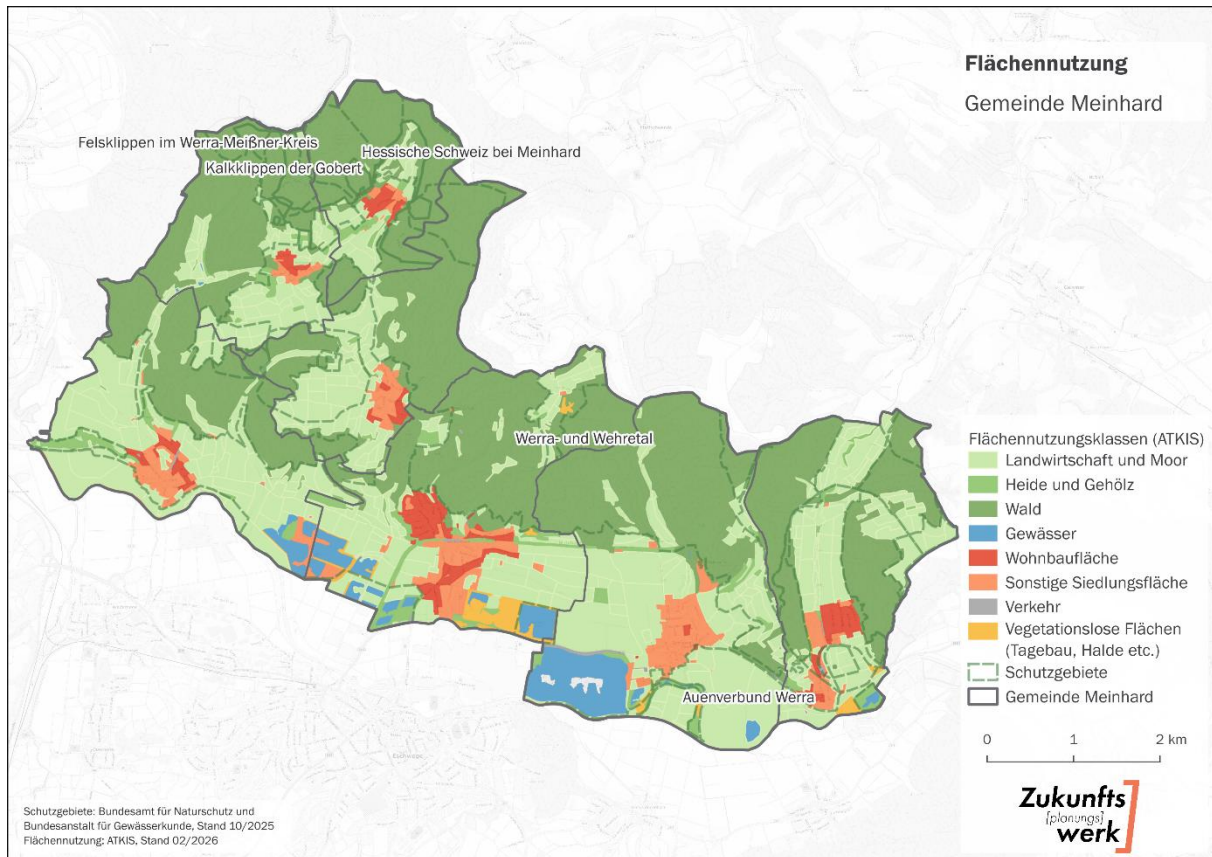 Flächennutzung
Gemeinde Meinhard
Felsklippen im Werra-Meißner-Kreis
Hessische Schweiz bei Meinhard
Kalkklippen der Gobert
Werra- und Wehretal
Auenverbund Werra
Flächennutzungsklassen (ATKIS)
Landwirtschaft und Moor
Heide und Gehölz
Wald
Gewässer
Wohnbaufläche
Sonstige Siedlungsfläche
Verkehr
Vegetationslose Flächen
(Tagebau, Halde etc.)
Schutzgebiete
Gemeinde Meinhard
0 1 2 km
Schutzgebiete: Bundesamt für Naturschutz und
Bundesanstalt für Gewässerkunde, Stand 10/2025
Flächennutzung: ATKIS, Stand 02/2026
Zukunfts
[planungs]
werk